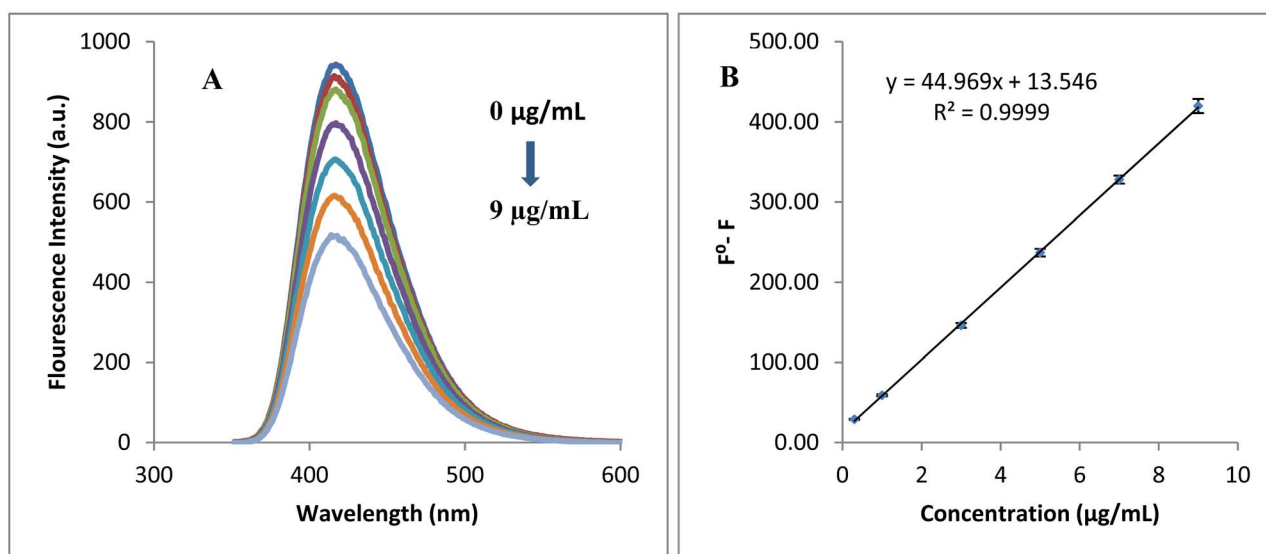 A
0 µg/mL
9 µg/mL
Flourescence Intensity (a.u.)
1000
800
600
400
200
0
300 400 500 600
Wavelength (nm)
B
y = 44.969x + 13.546
R² = 0.9999
F⁰- F
500.00
400.00
300.00
200.00
100.00
0.00
0 2 4 6 8 10
Concentration (µg/mL)